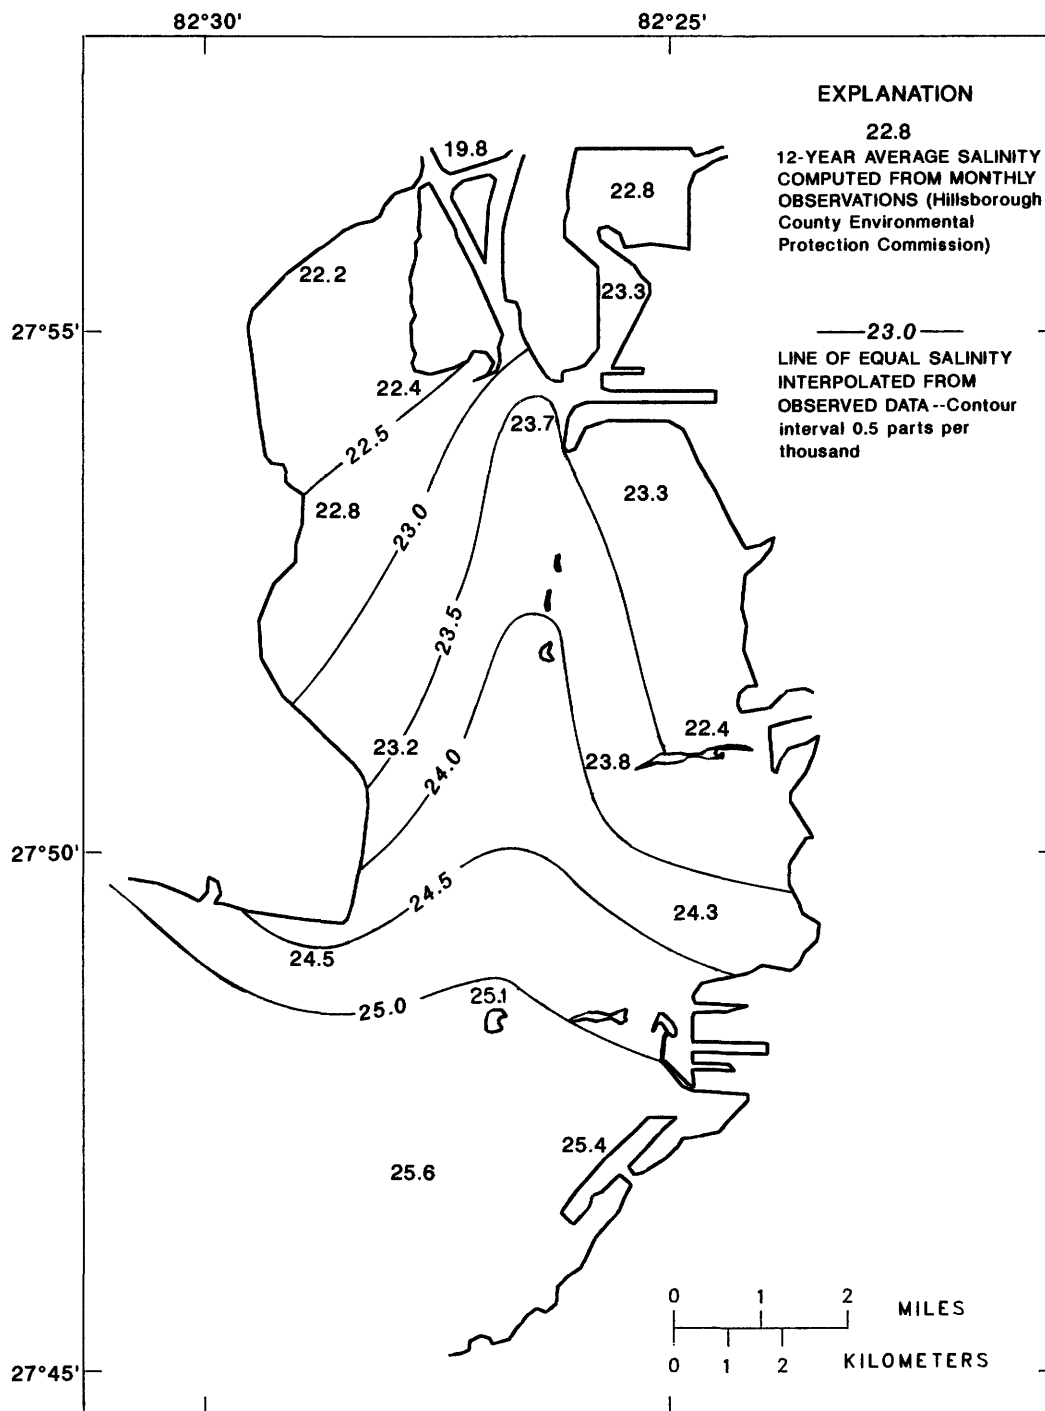 82°30'
82°25'
EXPLANATION
22.8
12-YEAR AVERAGE SALINITY
COMPUTED FROM MONTHLY
OBSERVATIONS (Hillsborough
County Environmental
Protection Commission)
23.0
LINE OF EQUAL SALINITY
INTERPOLATED FROM
OBSERVED DATA--Contour
interval 0.5 parts per
thousand
19.8
22.8
22.2
23.3
27°55'
22.4
23.7
22.5
23.3
22.8
23.0
23.5
22.4
23.2
23.8
24.0
27°50'
24.5
24.3
24.5
25.1
25.0
25.4
25.6
0 1 2 MILES
0 1 2 KILOMETERS
27°45'